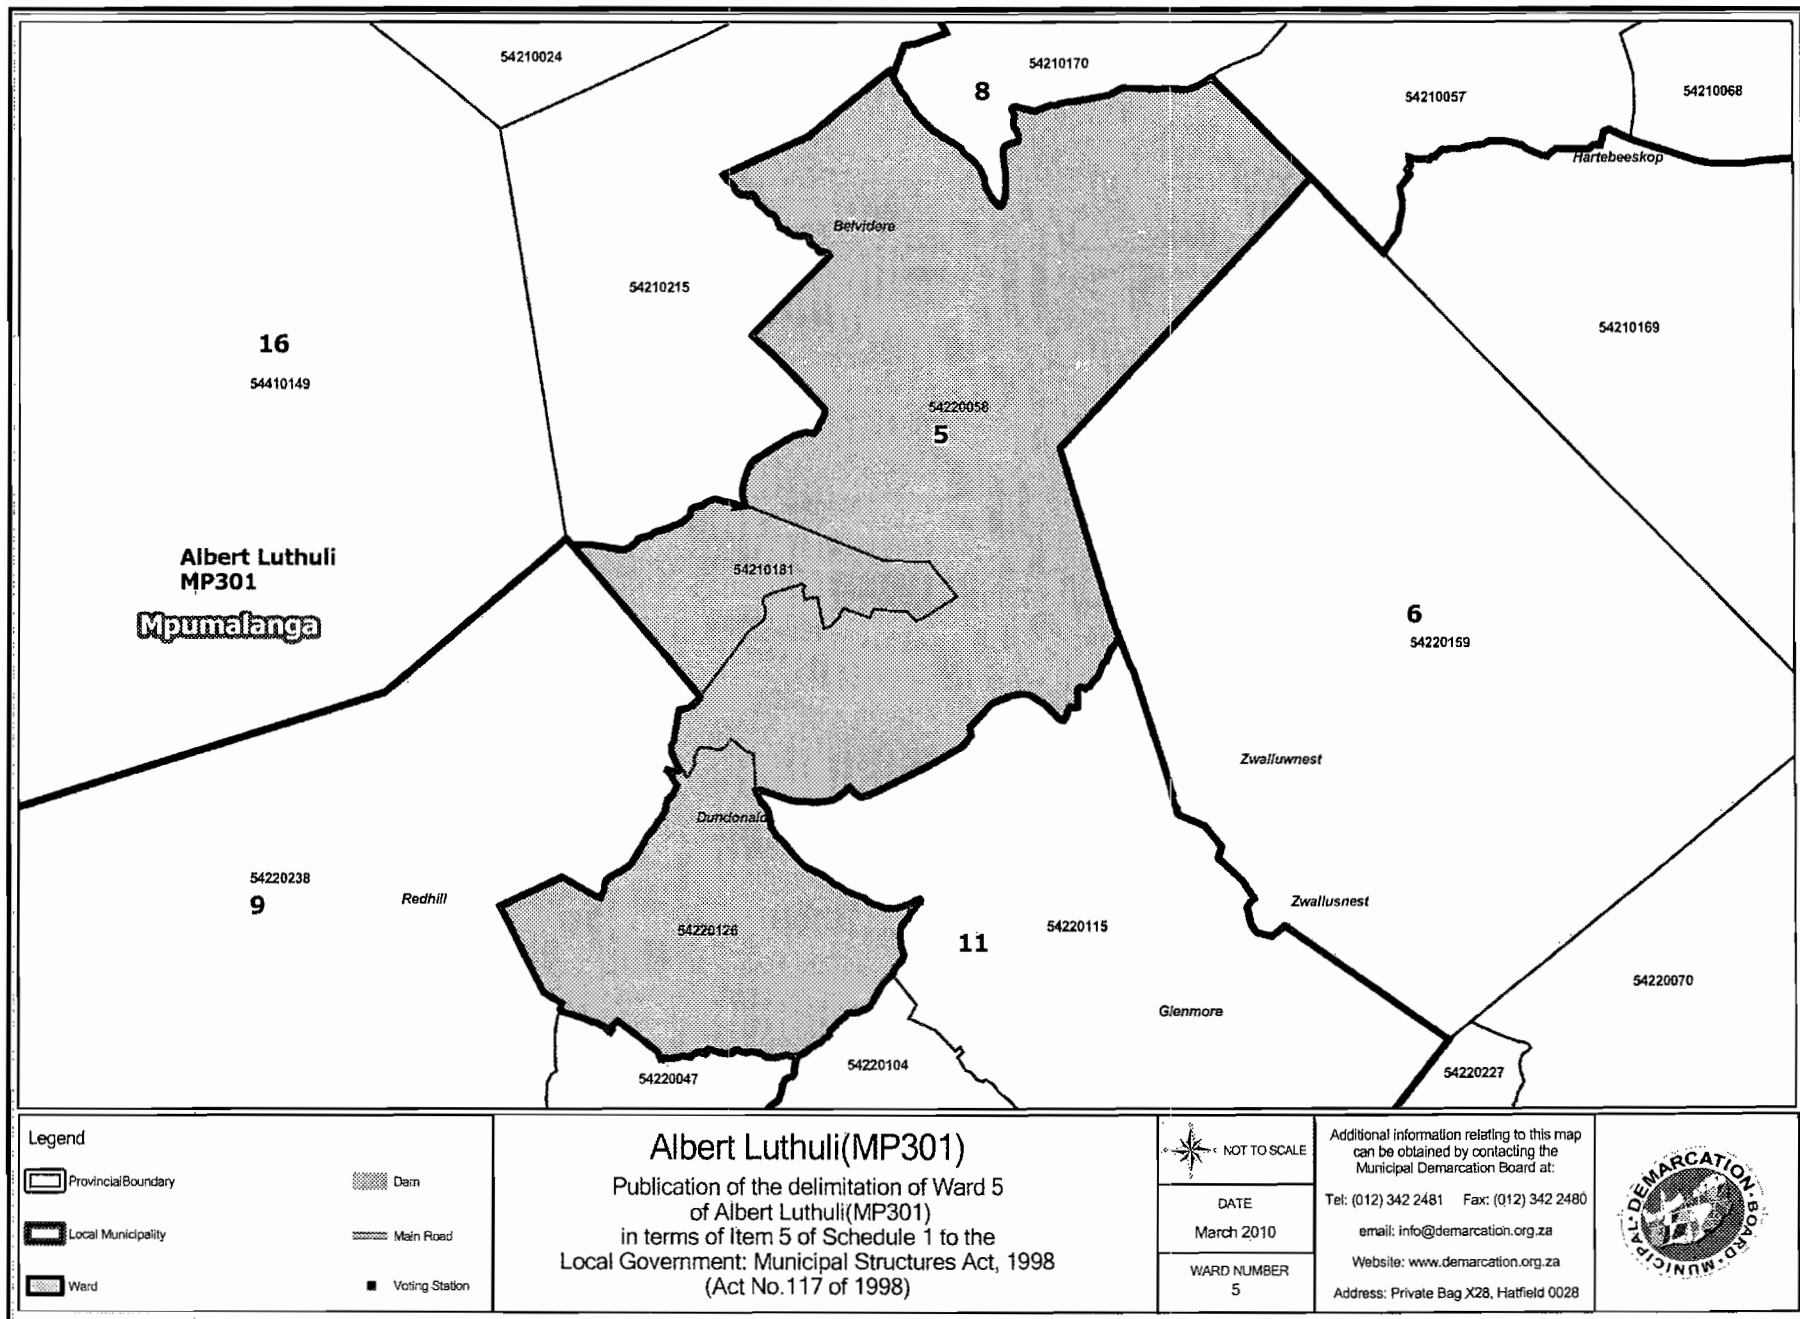 54210024
54210170
8
54210057
54210068
Hartebeeskop
Belvidere
54210215
16
54410149
54210169
54220058
5
Albert Luthuli
MP301
Mpumalanga
54210181
6
54220159
Zwalluwnest
Dundonald
54220238
9
Redhill
54220126
11
54220115
Zwallusnest
Glenmore
54220070
54220047
54220104
54220227
Legend
Provincial Boundary
Local Municipality
Ward
Dam
Main Road
Voting Station
Albert Luthuli(MP301)
Publication of the delimitation of Ward 5
of Albert Luthuli(MP301)
in terms of Item 5 of Schedule 1 to the
Local Government: Municipal Structures Act, 1998
(Act No.117 of 1998)
NOT TO SCALE
DATE
March 2010
WARD NUMBER
5
Additional information relating to this map
can be obtained by contacting the
Municipal Demarcation Board at:
Tel: (012) 342 2481 Fax: (012) 342 2480
email: info@demarcation.org.za
Website: www.demarcation.org.za
Address: Private Bag X28, Hatfield 0028
MUNICIPAL DEMARCATION BOARD